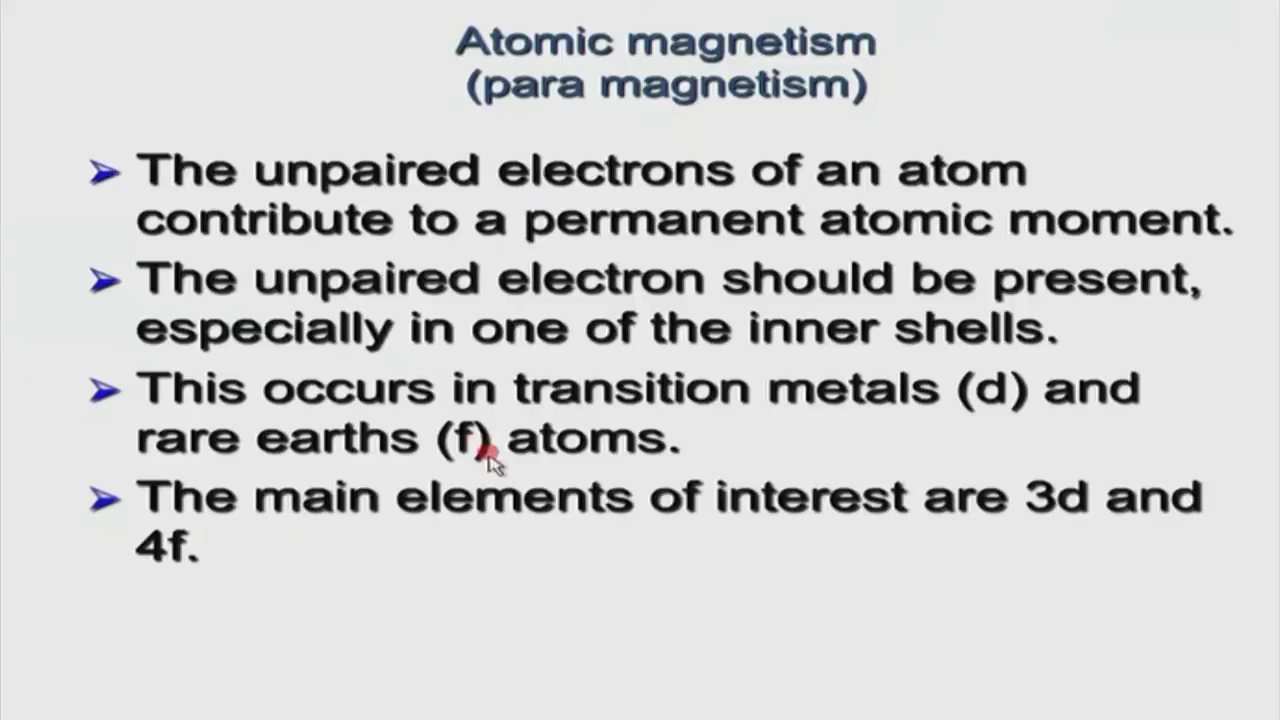 Atomic magnetism
(para magnetism)
The unpaired electrons of an atom
contribute to a permanent atomic moment.
The unpaired electron should be present,
especially in one of the inner shells.
This occurs in transition metals (d) and
rare earths (f) atoms.
The main elements of interest are 3d and
4f.